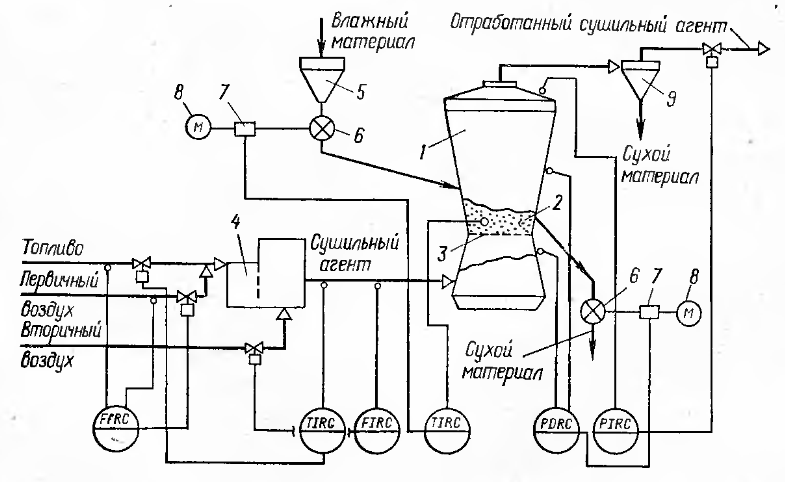 Влажный
материал
Отработанный сушильный агент
8
7
5
М
6
9
1
Сухой
материал
4
2
Сушильный
агент
3
Топливо
Первичный
воздух
Вторичный
воздух
6
7
8
М
Сухой
материал
FfRC
TIRC
FIRC
TIRC
PDRC
PIRC